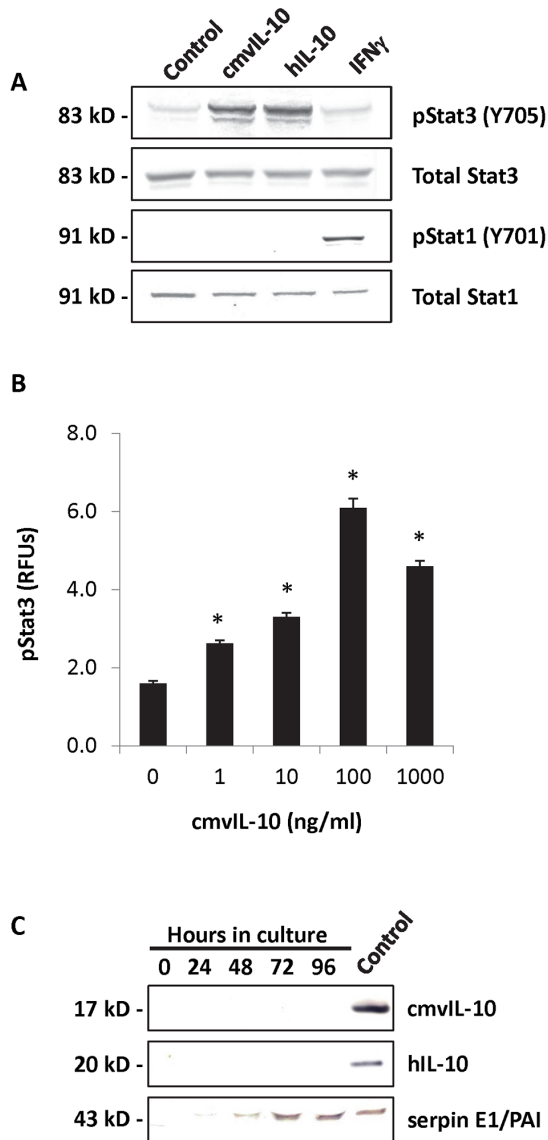 A
Control cmvIL-10 hIL-10 IFNγ
83 kD - pStat3 (Y705)
83 kD - Total Stat3
91 kD - pStat1 (Y701)
91 kD - Total Stat1
B
8.0
6.0
4.0
2.0
0.0
pStat3 (RFUs)
* * * *
0 1 10 100 1000
cmvIL-10 (ng/ml)
C
Hours in culture Control
0 24 48 72 96
17 kD - cmvIL-10
20 kD - hIL-10
43 kD - serpin E1/PAI